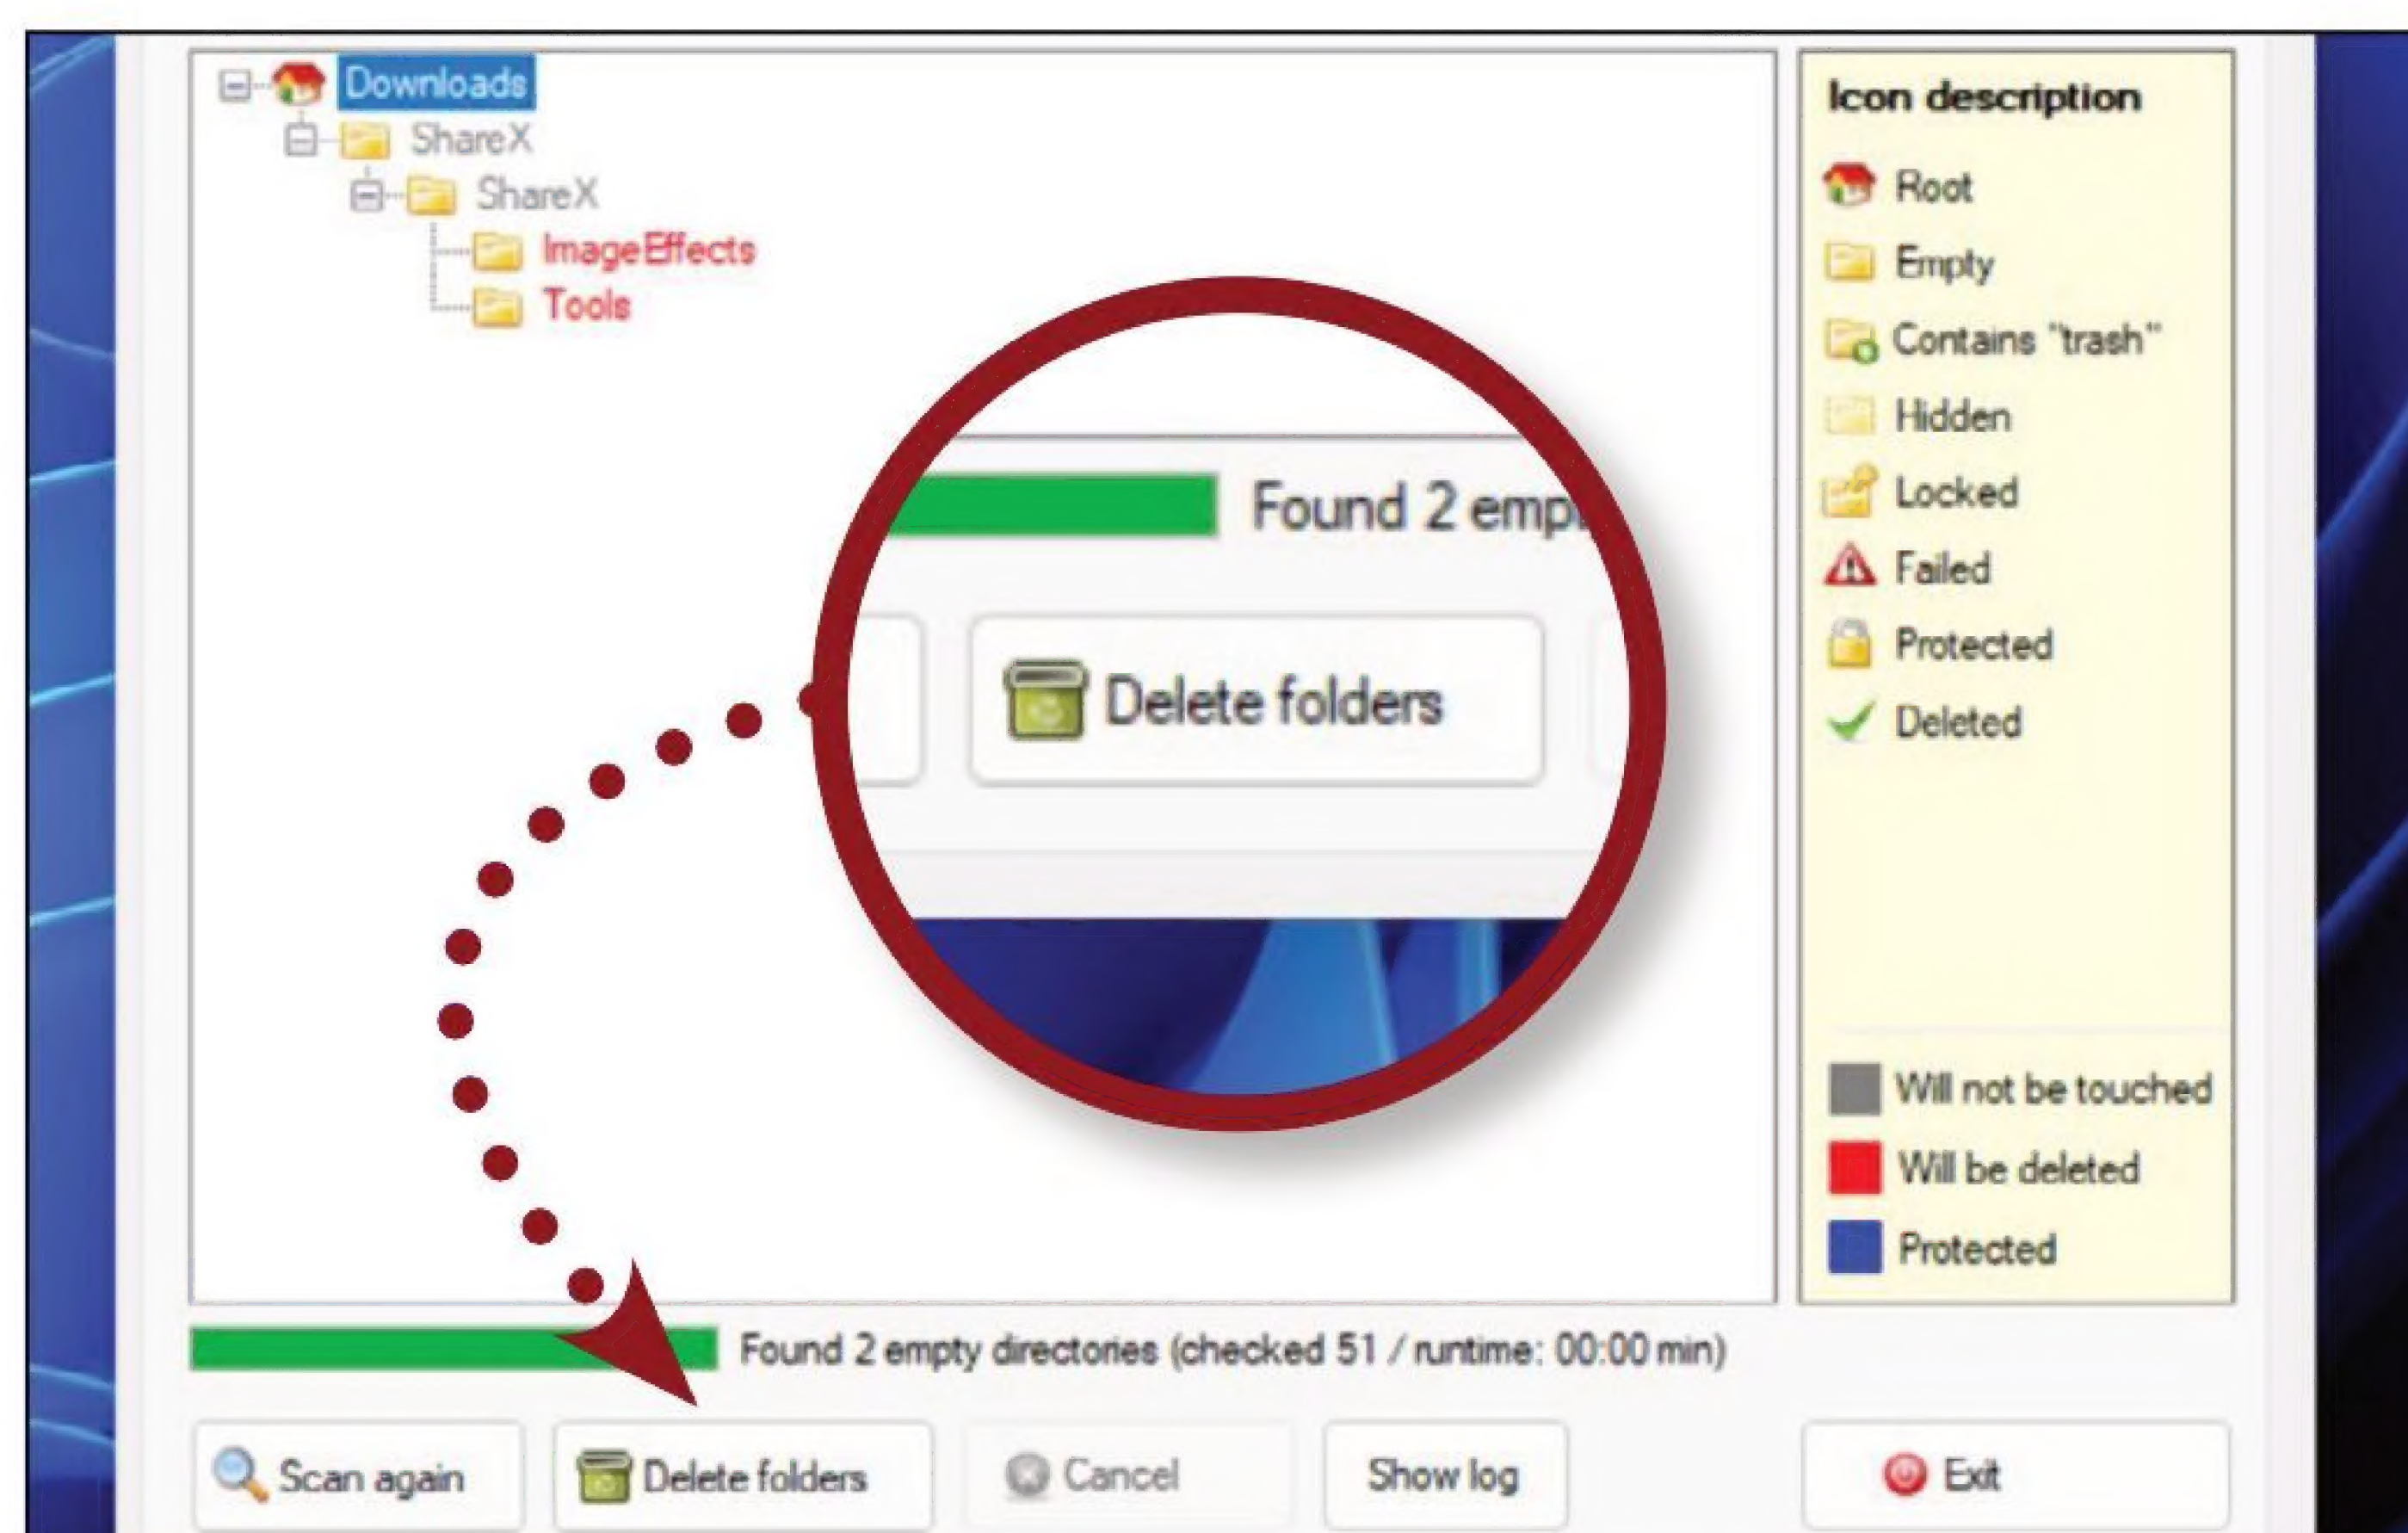 Downloads
ShareX
ShareX
ImageEffects
Tools
Found 2 emp
Delete folders
Icon description
Root
Empty
Contains "trash"
Hidden
Locked
Failed
Protected
Deleted
Will not be touched
Will be deleted
Protected
Found 2 empty directories (checked 51 / runtime: 00:00 min)
Scan again
Delete folders
Cancel
Show log
Exit